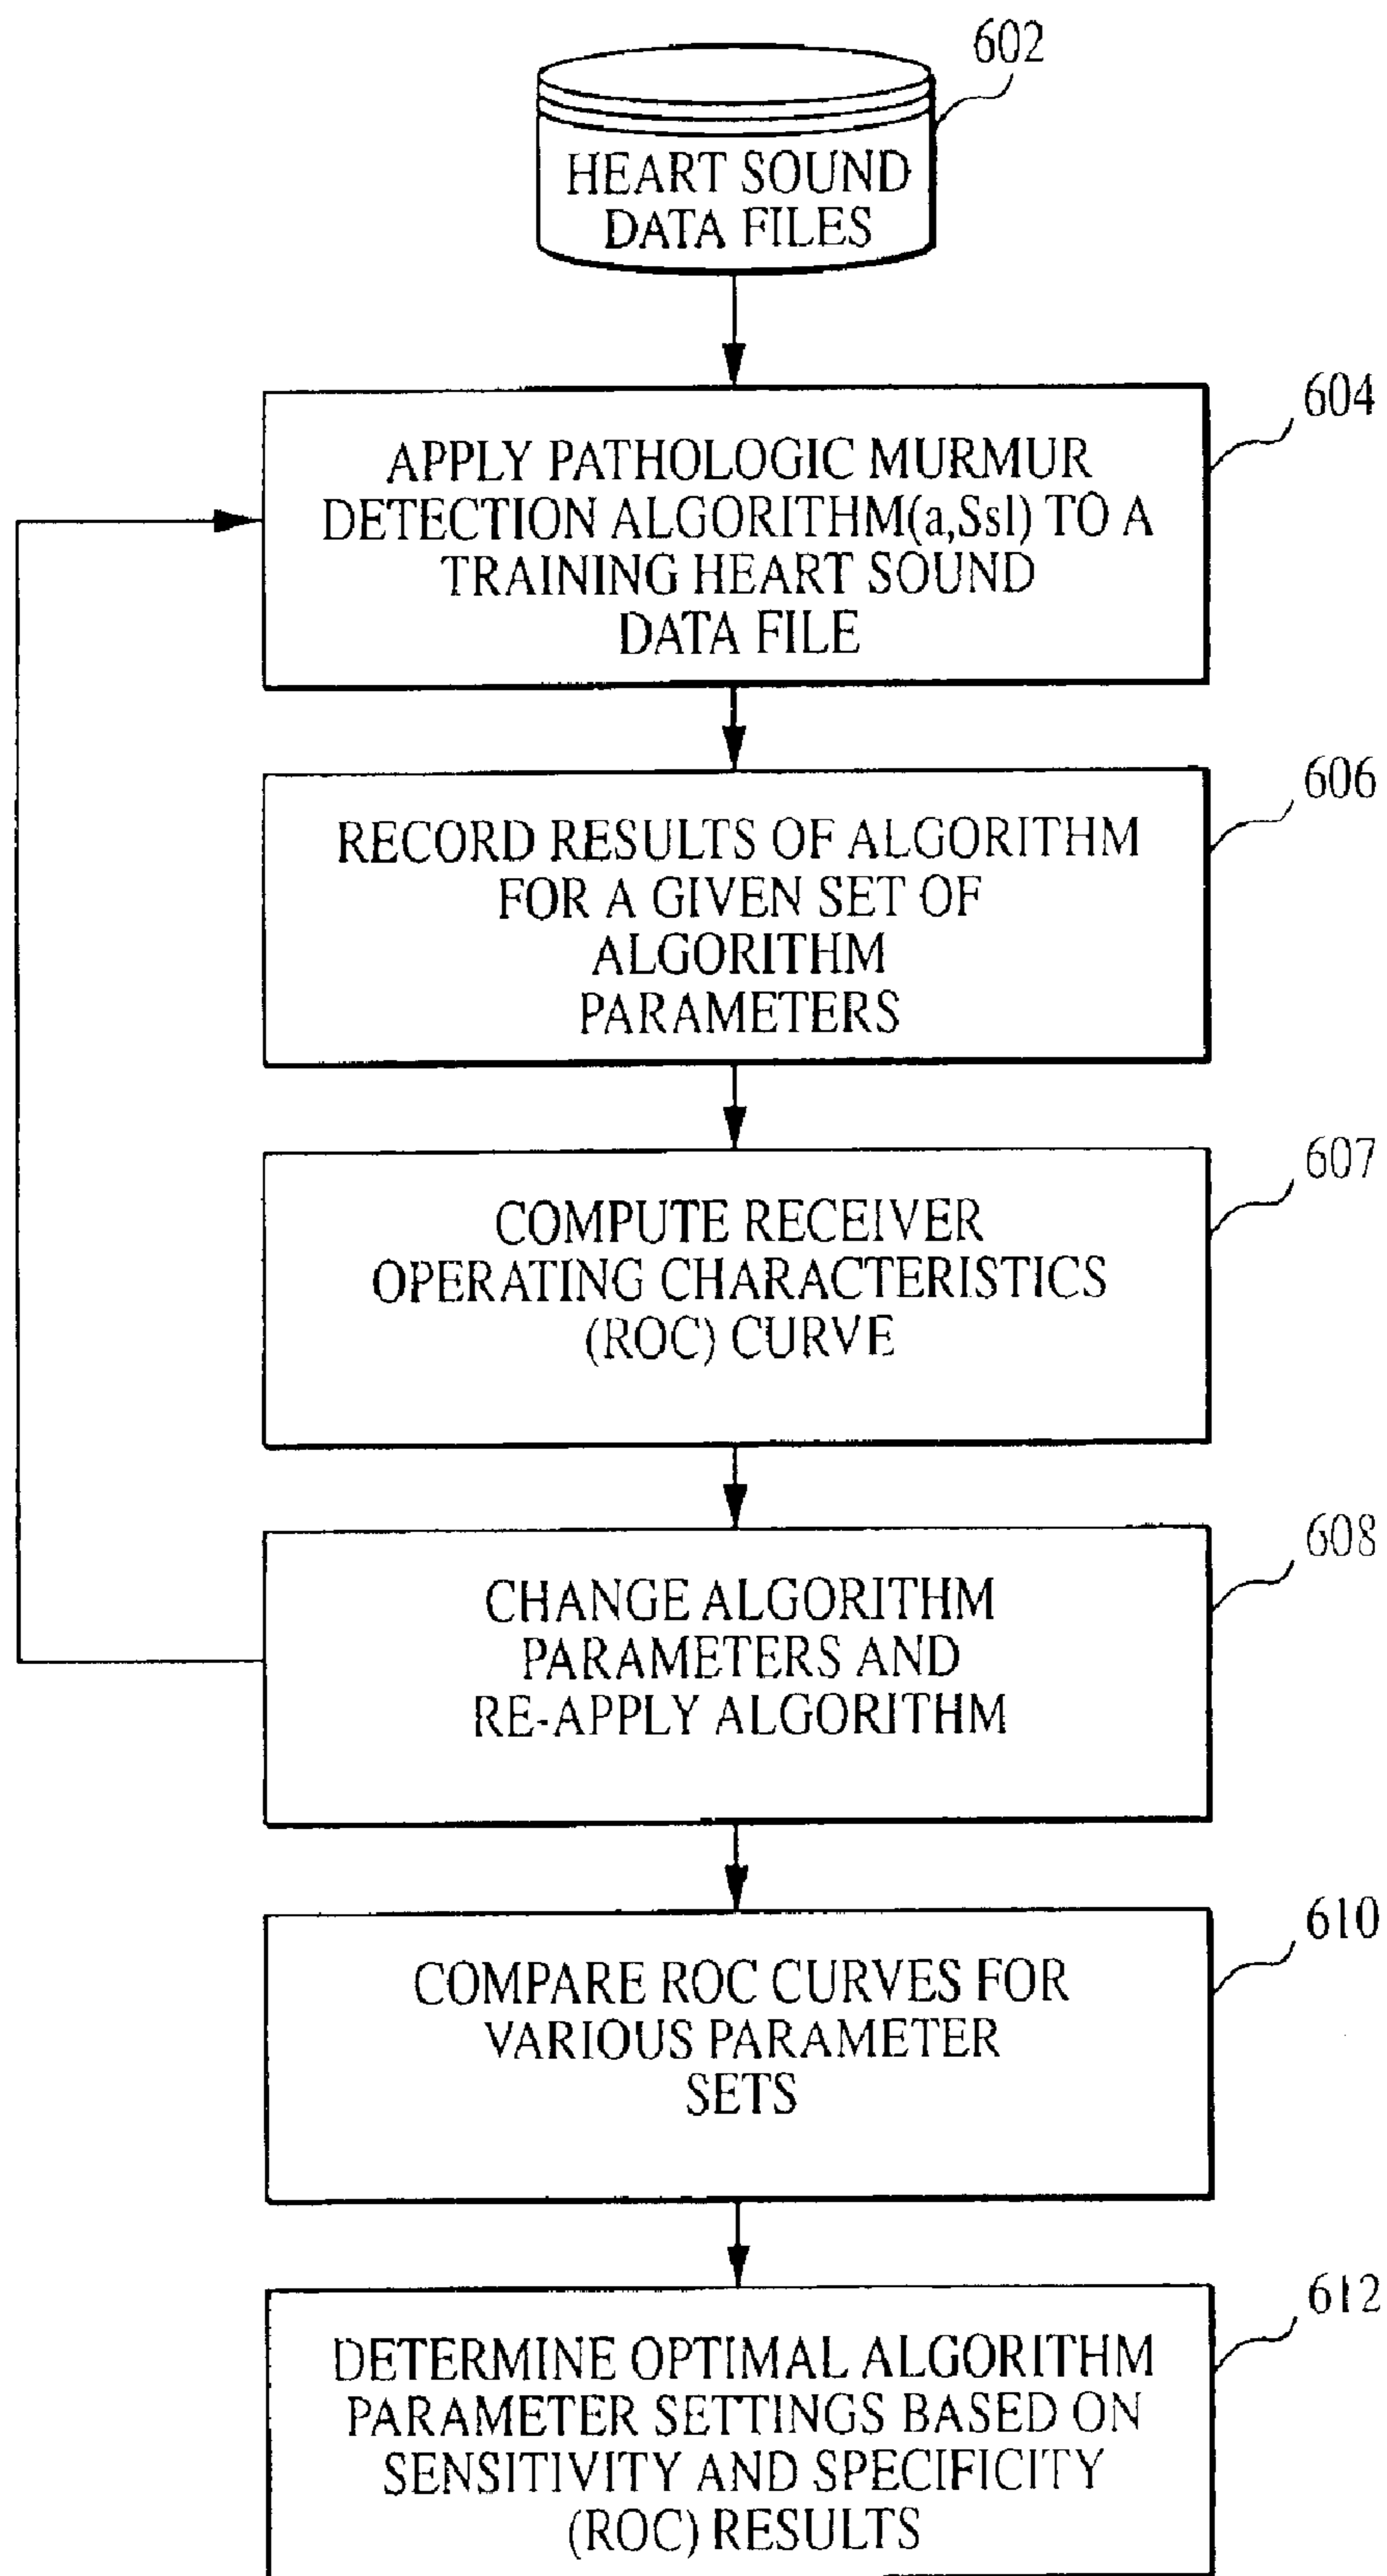 602
HEART SOUND
DATA FILES
604
APPLY PATHOLOGIC MURMUR
DETECTION ALGORITHM(a,Ssl) TO A
TRAINING HEART SOUND
DATA FILE
606
RECORD RESULTS OF ALGORITHM
FOR A GIVEN SET OF
ALGORITHM
PARAMETERS
607
COMPUTE RECEIVER
OPERATING CHARACTERISTICS
(ROC) CURVE
608
CHANGE ALGORITHM
PARAMETERS AND
RE-APPLY ALGORITHM
610
COMPARE ROC CURVES FOR
VARIOUS PARAMETER
SETS
612
DETERMINE OPTIMAL ALGORITHM
PARAMETER SETTINGS BASED ON
SENSITIVITY AND SPECIFICITY
(ROC) RESULTS